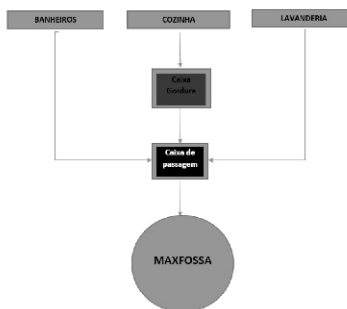 BANHEIROS
COZINHA
LAVANDERIA
Caixa
Gordura
Caixa de
passagem
MAXFOSSA